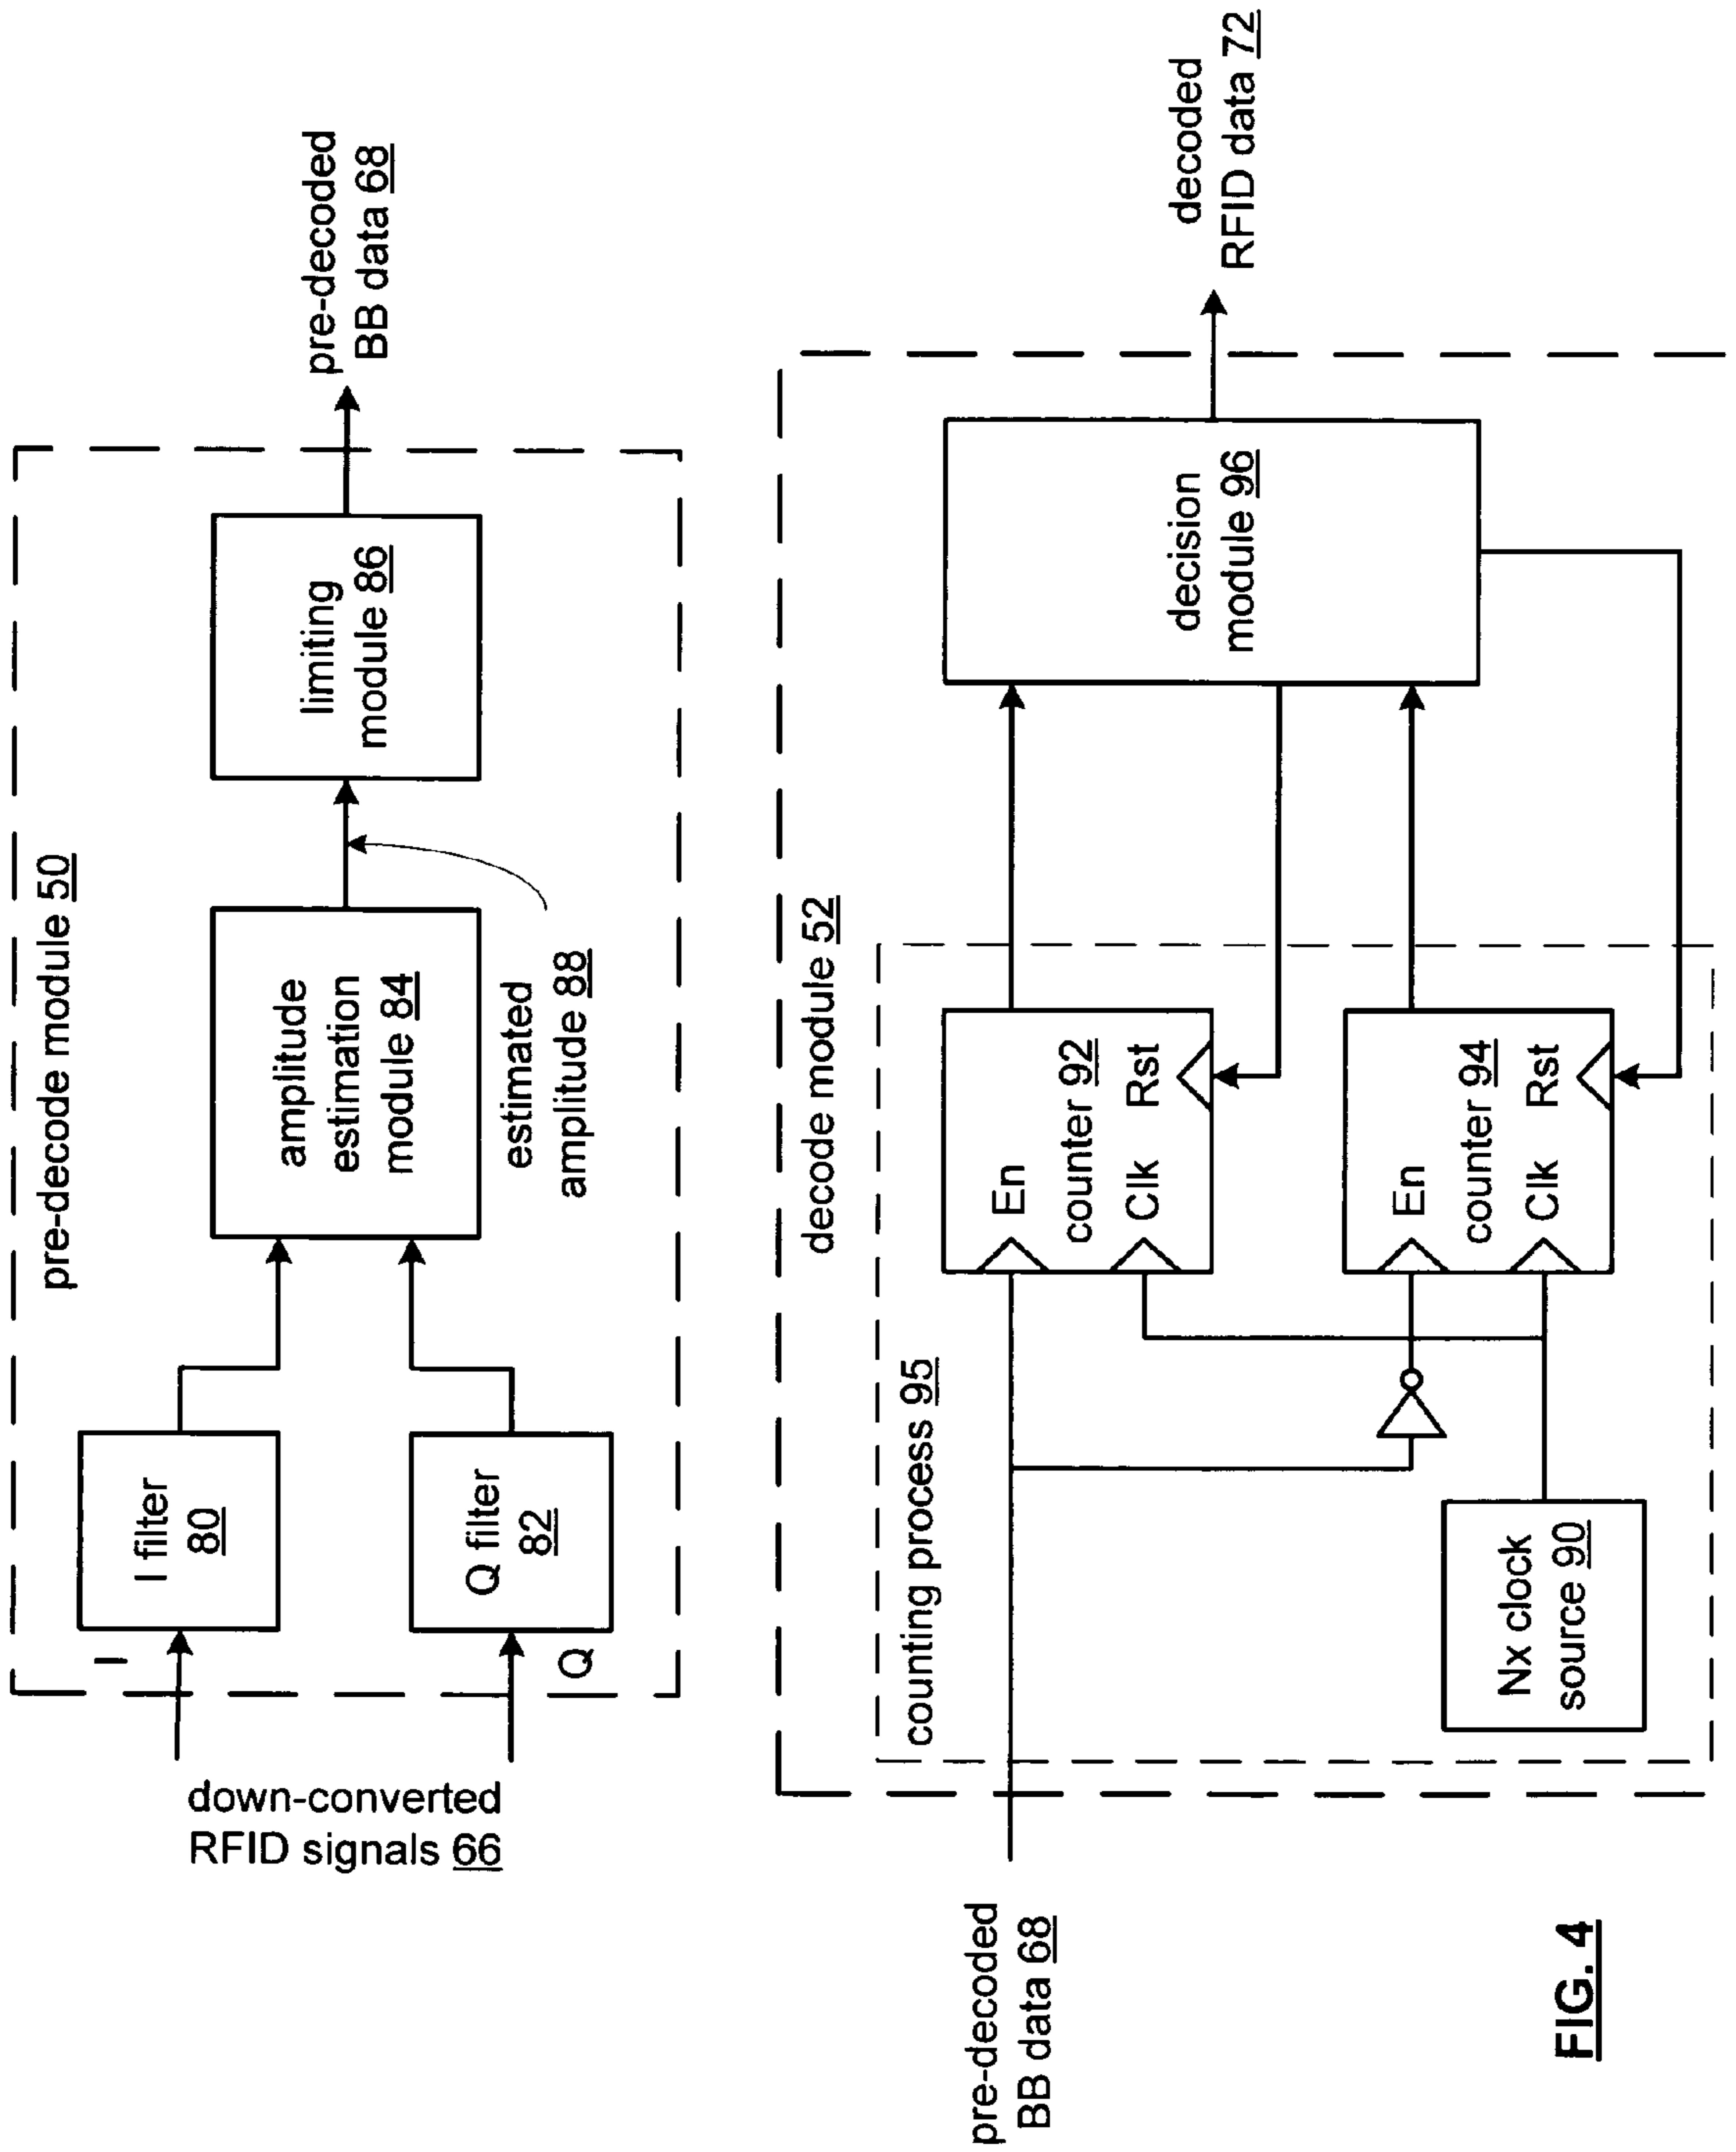 pre-decode module 50
I
I filter
80
Q
Q filter
82
down-converted
RFID signals 66
amplitude
estimation
module 84
estimated
amplitude 88
limiting
module 86
pre-decoded
BB data 68
decode module 52
counting process 95
pre-decoded
BB data 68
Nx clock
source 90
En
counter 92
Clk Rst
En
counter 94
Clk Rst
decision
module 96
decoded
RFID data 72
FIG. 4